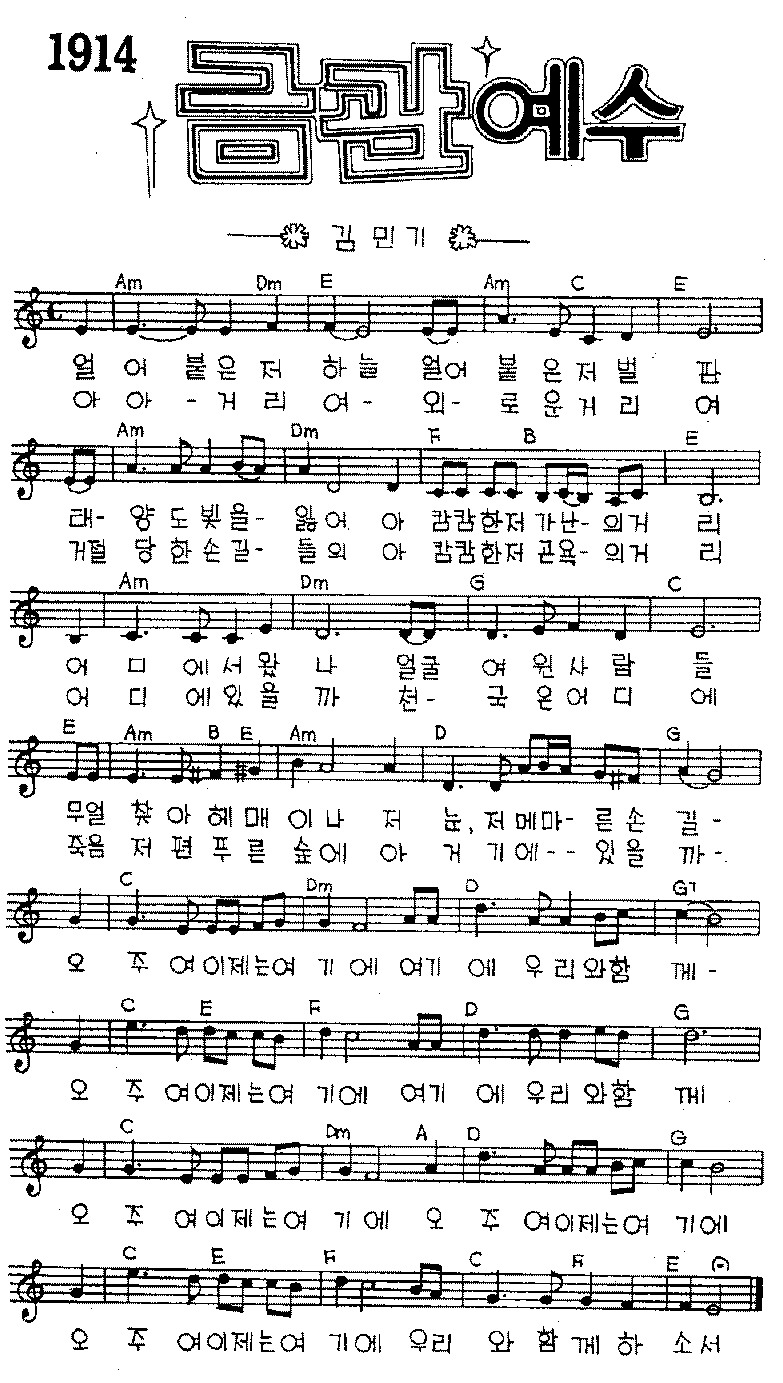 1914
금관예수
김민기
Am Dm E Am C E
얼어 붙은 저 하늘 얼어 붙은 저 벌 판
아 아 - 거리 여 - 외 - 로운 거리 여
Am Dm F B E
태 - 양 도 빛 을 - 잃어 아 캄캄한저 가난 - 의거 리
거절 당 한 손 길 - 들의 아 캄캄한저 곤욕 - 의거 리
Am Dm G C
어 디 에서 왔 나 얼굴 여 윈 사 람 들
어 디 에 있 을 까 천 - 국 은 어 디 에
E Am B E Am D G
무얼 찾 아 헤 매 이나 저 눈, 저 메마 - 른 손 길 -
죽음 저 편 푸 른 숲에 아 거 기에 - - 있을 까 -
C Dm D G7
오 주 여이제는여 기 에 여기 에 우리와함 께 -
C E F D G
오 주 여이제는여 기에 여기 에 우리 와함 께
C Dm A D G
오 주 여이제는여 기 에 오 주 여이제는여 기에
C E F C F E
오 주 여이제는여 기에 우리 와 함 께 하 소서